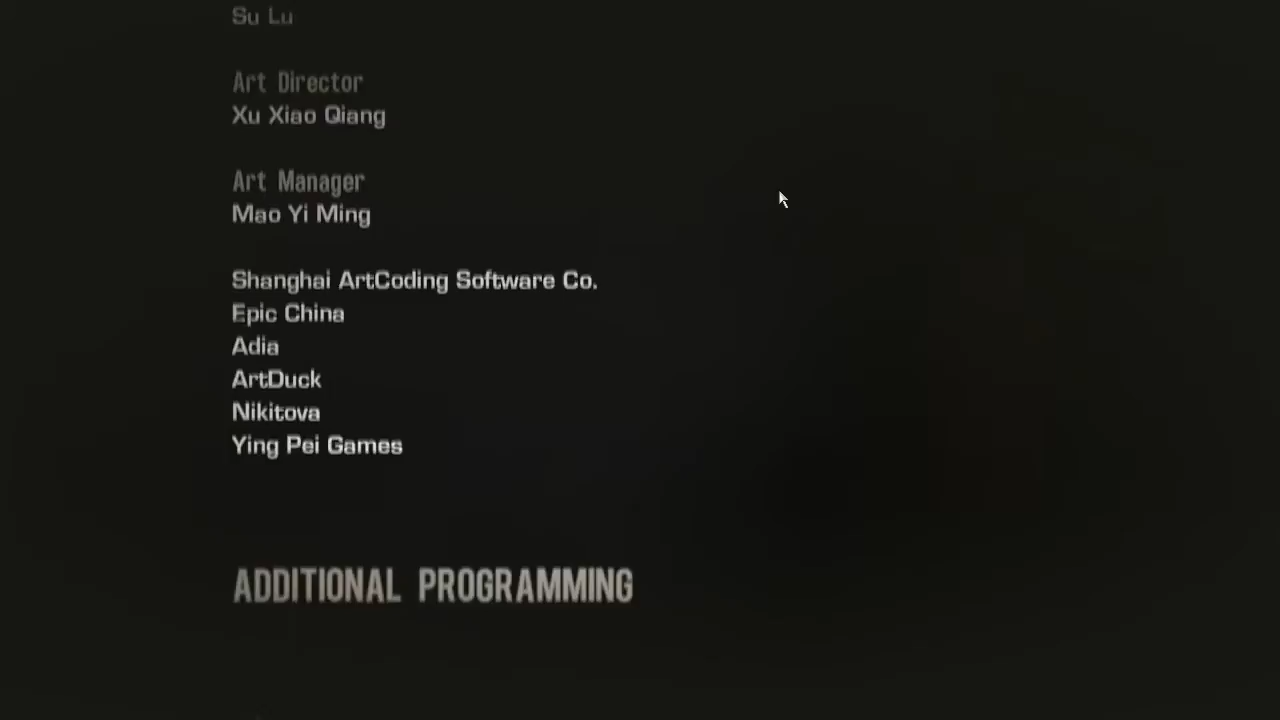 Su Lu
Art Director
Xu Xiao Qiang
Art Manager
Mao Yi Ming
Shanghai ArtCoding Software Co.
Epic China
Adia
ArtDuck
Nikitova
Ying Pei Games
ADDITIONAL PROGRAMMING